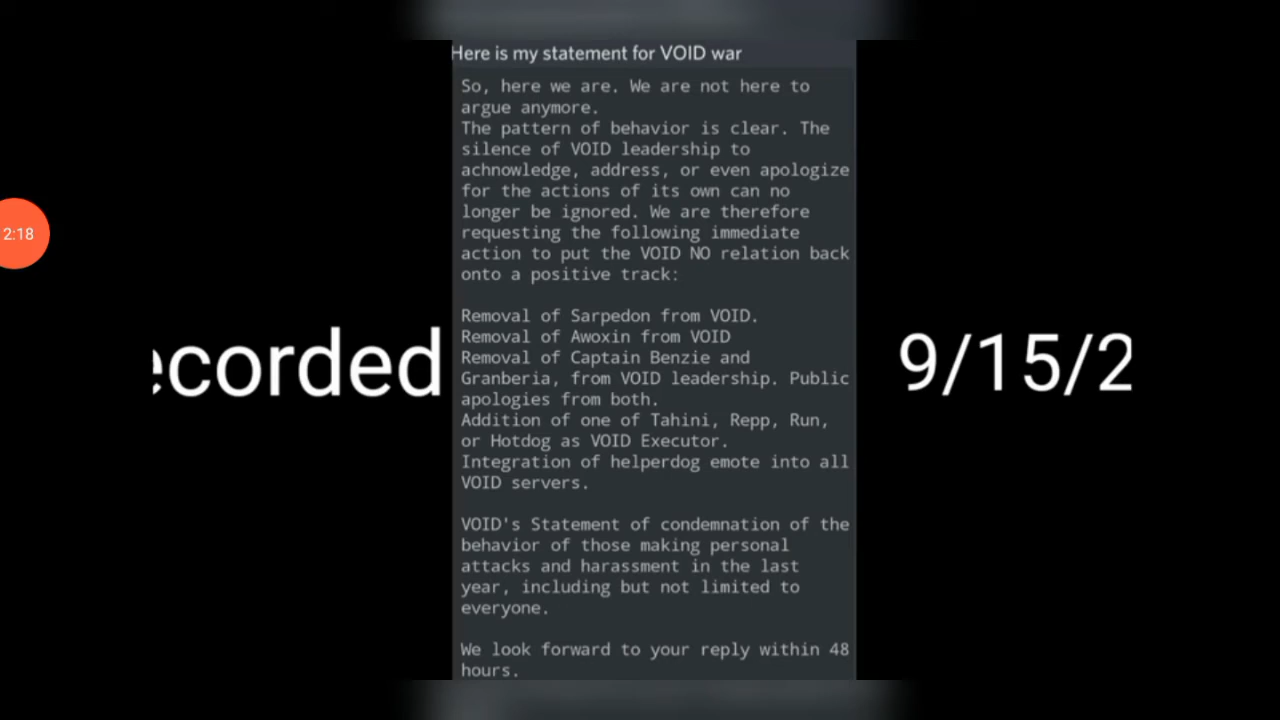 Here is my statement for VOID war
So, here we are. We are not here to
argue anymore.
The pattern of behavior is clear. The
silence of VOID leadership to
achnowledge, address, or even apologize
for the actions of its own can no
longer be ignored. We are therefore
requesting the following immediate
action to put the VOID NO relation back
onto a positive track:
Removal of Sarpedon from VOID.
Removal of Awoxin from VOID
Removal of Captain Benzie and
Granberia, from VOID leadership. Public
apologies from both.
Addition of one of Tahini, Repp, Run,
or Hotdog as VOID Executor.
Integration of helperdog emote into all
VOID servers.
VOID's Statement of condemnation of the
behavior of those making personal
attacks and harassment in the last
year, including but not limited to
everyone.
We look forward to your reply within 48
hours.
2:18
ecorded
9/15/2